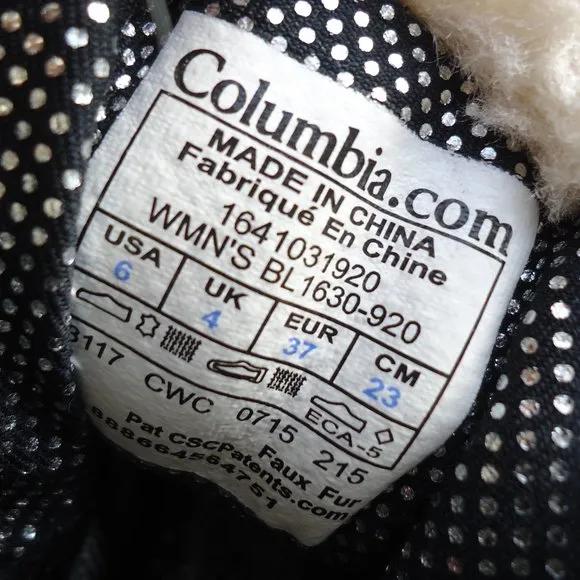 Columbia.com
MADE IN CHINA
Fabriqué En Chine
1641031920
WMN'S BL1630-920
USA UK EUR CM
6 4 37 23
ECA-5
3117 CWC 0715 215
Faux Fur
Pat CSCPatents.com
888664564751